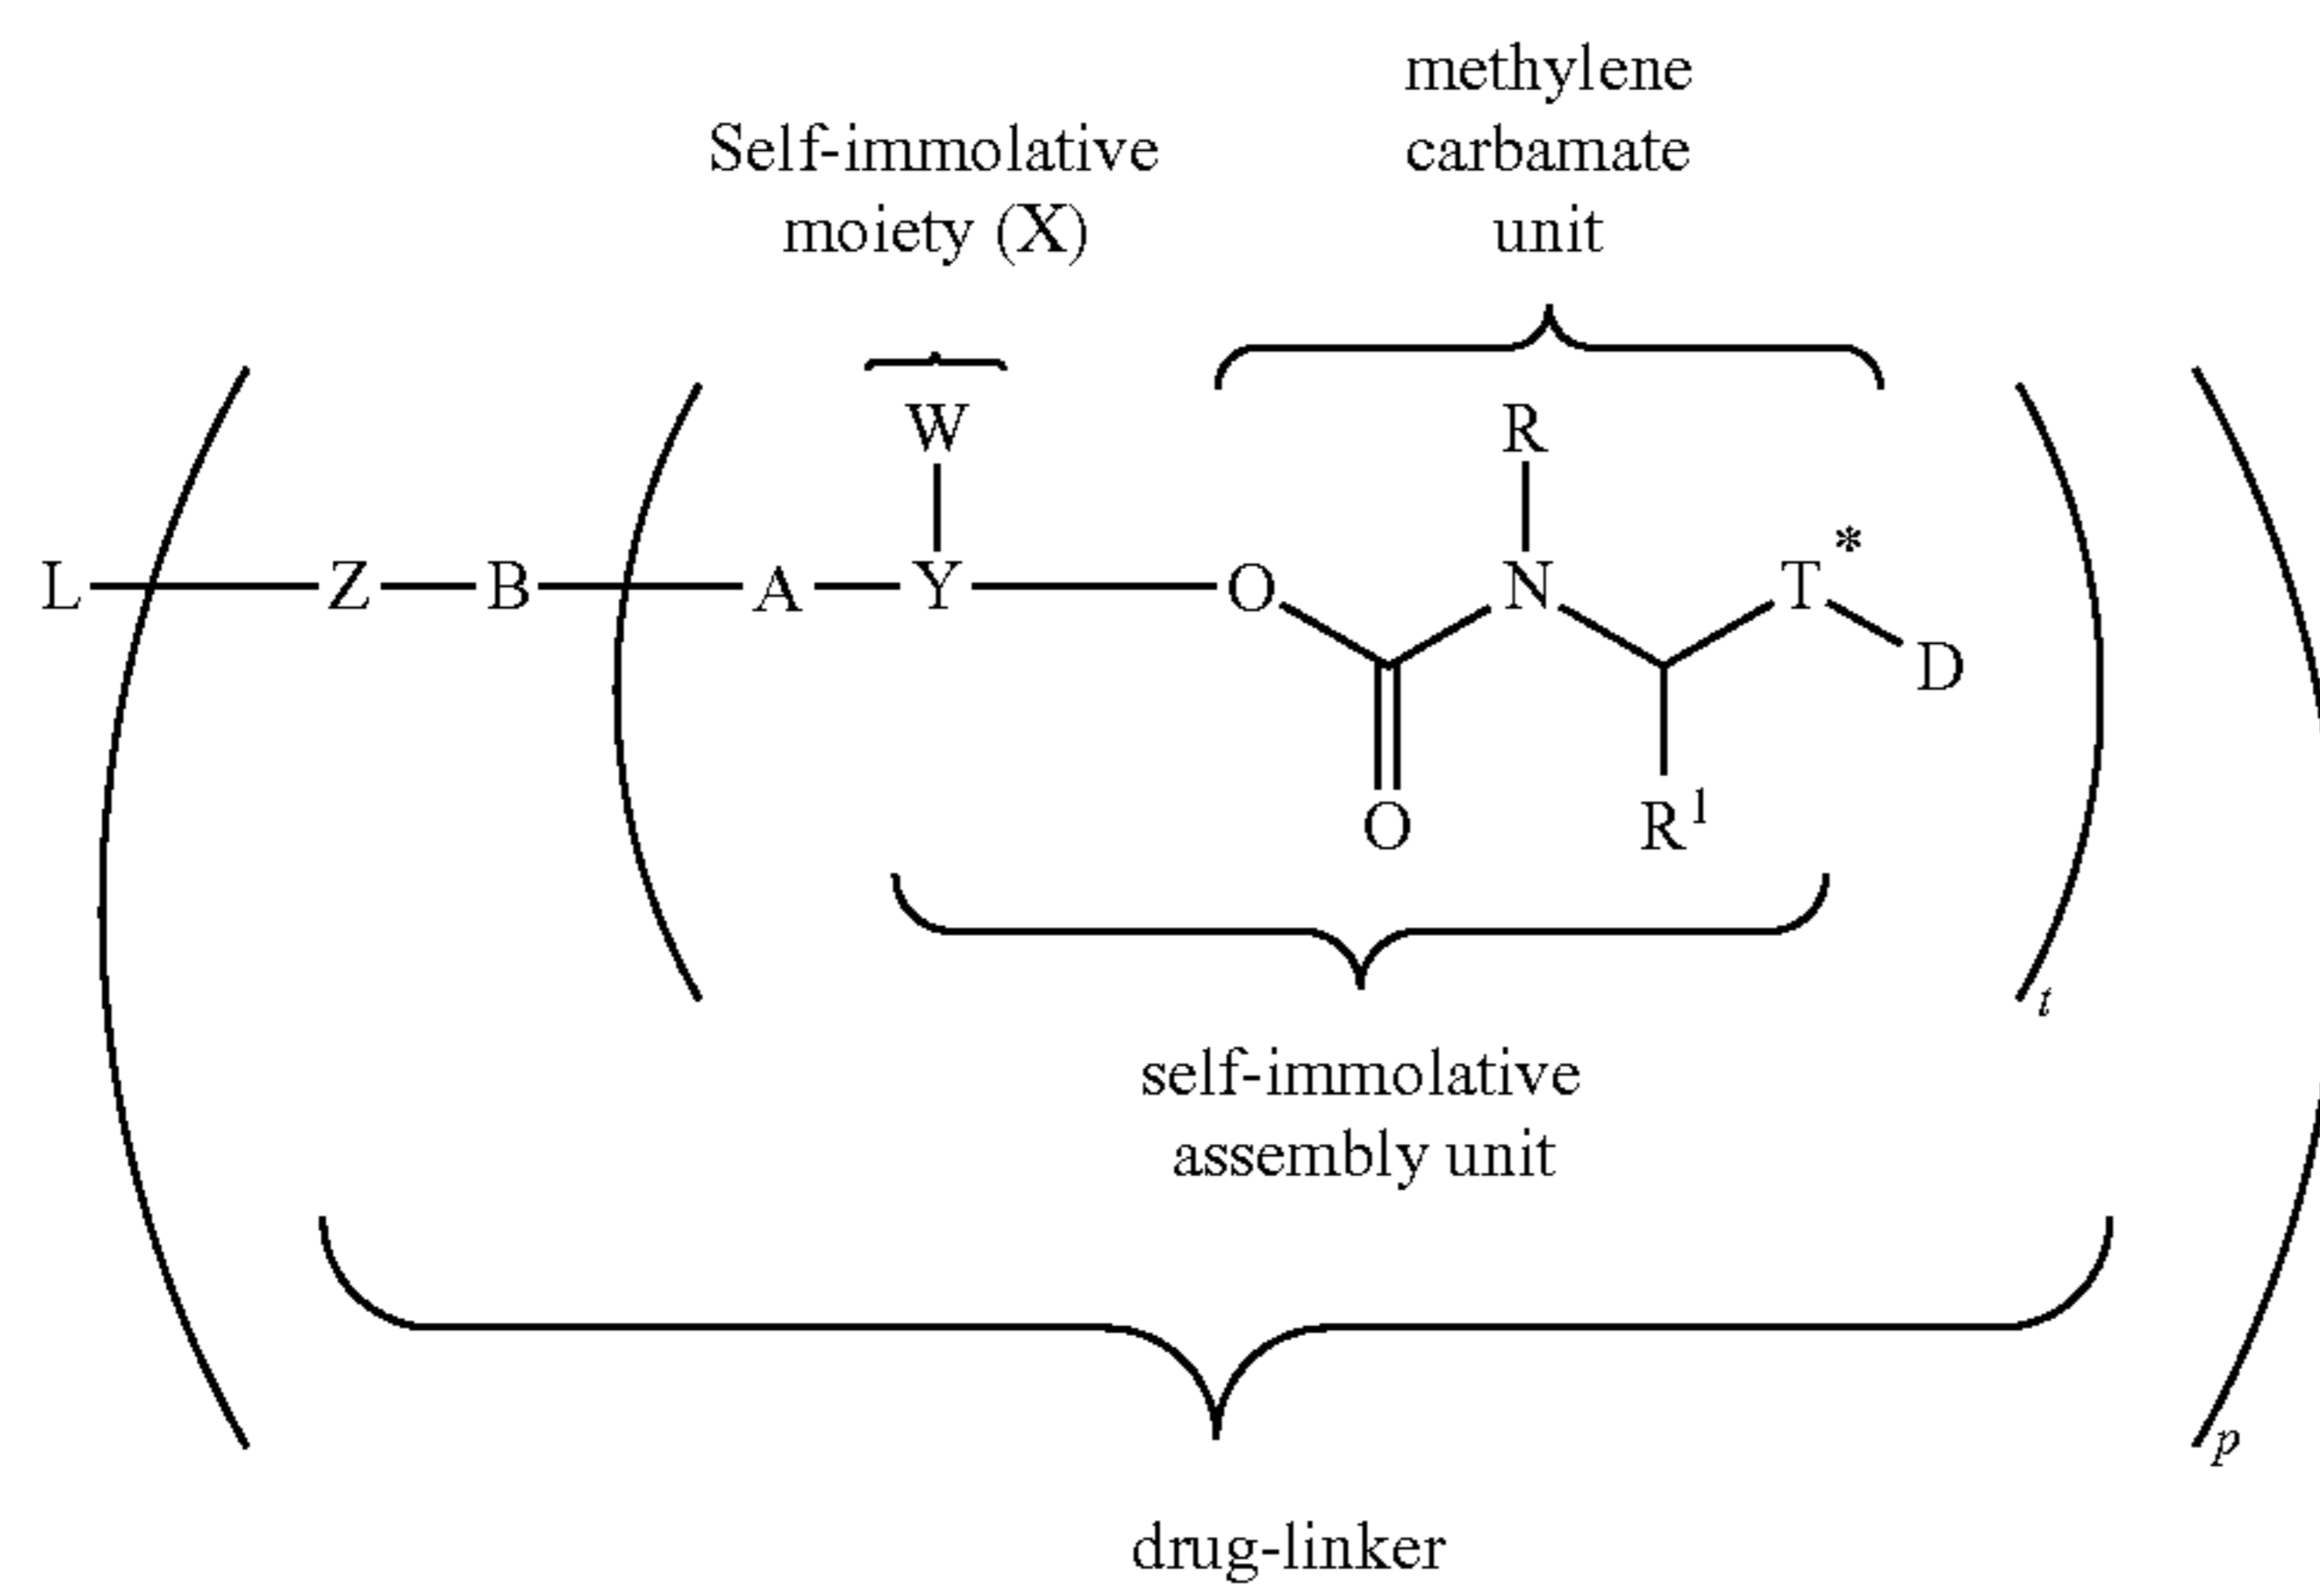 methylene
carbamate
unit
Self-immolative
moiety (X)
W
R
L Z B A Y O N T* D
O
R1
t
self-immolative
assembly unit
p
drug-linker